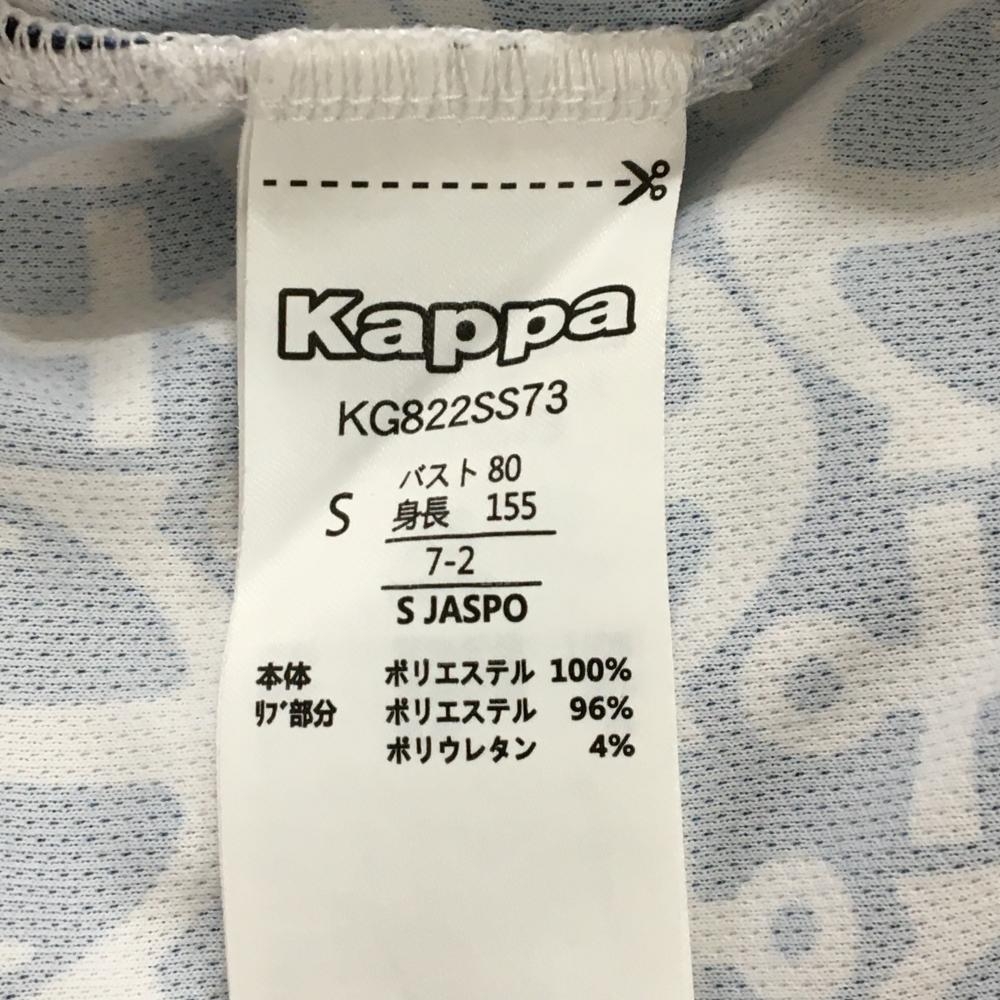 Kappa
KG822SS73
バスト 80
S 身長 155
7-2
S JASPO
本体 ポリエステル 100%
ﾘﾌﾞ部分 ポリエステル 96%
ポリウレタン 4%